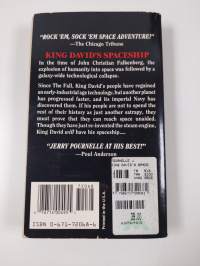 "ROCK 'EM, SOCK 'EM SPACE ADVENTURE!"
—The Chicago Tribune
KING DAVID'S SPACESHIP
In the time of John Christian Falkenberg, the
explosion of humanity into space was followed by a
galaxy-wide technological collapse.
Since The Fall, King David's people have regained
an early-industrial age technology, but another planet
has progressed faster, and its imperial Navy has
discovered them. If his people are not to spend the
rest of their history as just another satrapy, they
must prove that they can reach space unaided.
Though they have just re-invented the steam engine,
King David will have his spaceship....
"JERRY POURNELLE AT HIS BEST!"
—Poul Anderson
ISBN 0-671-72068-6
Printed in the U.S.A.